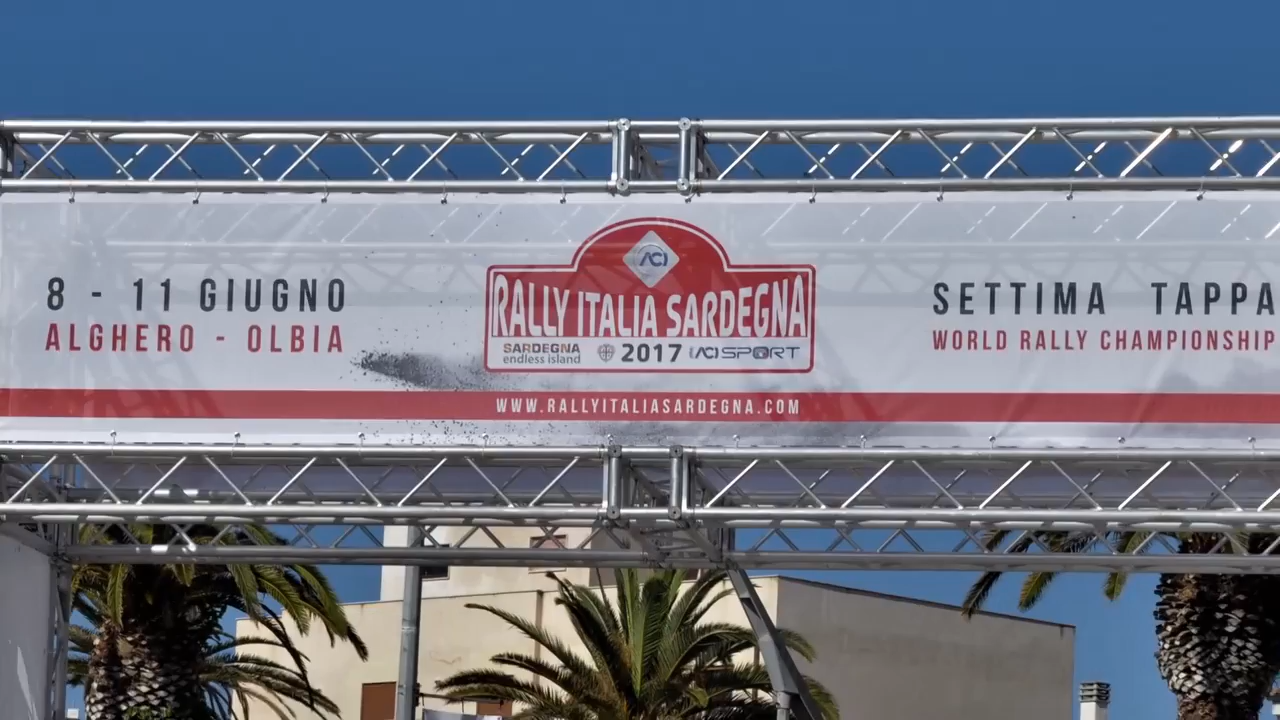 8 - 11 GIUGNO
ALGHERO - OLBIA
ACI
RALLY ITALIA SARDEGNA
SARDEGNA
endless island
2017
ACI SPORT
WWW.RALLYITALIASARDEGNA.COM
SETTIMA TAPPA
WORLD RALLY CHAMPIONSHIP